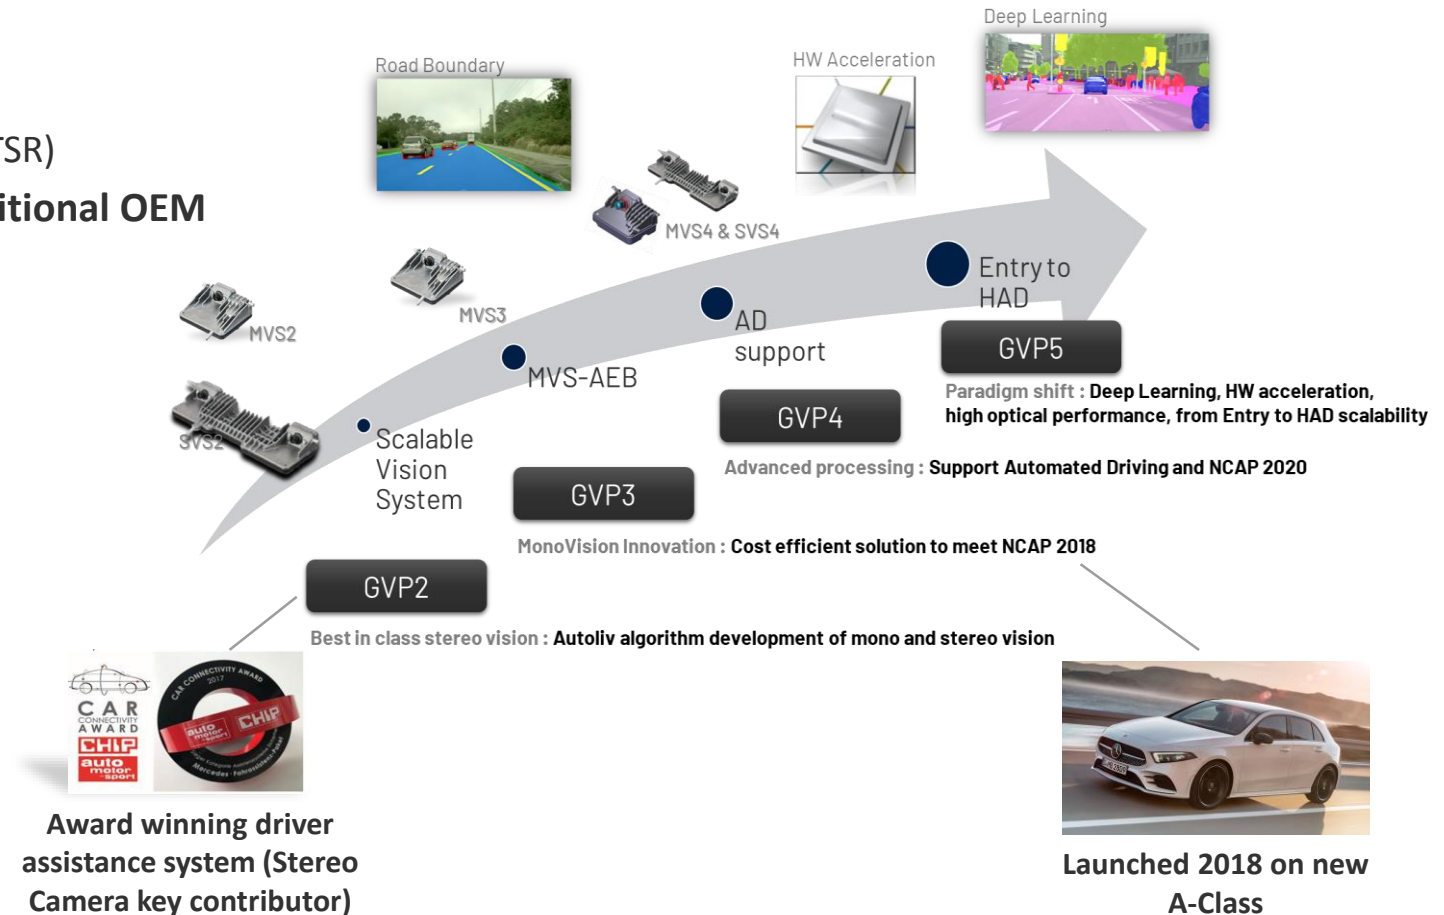 Deep Learning
HW Acceleration
Road Boundary
TSR)
itional OEM
MVS4 & SVS4
MVS3
MVS2
SVS2
Entry to
HAD
AD
support
MVS-AEB
Scalable
Vision
System
GVP5
Paradigm shift : Deep Learning, HW acceleration,
high optical performance, from Entry to HAD scalability
GVP4
Advanced processing : Support Automated Driving and NCAP 2020
GVP3
MonoVision Innovation : Cost efficient solution to meet NCAP 2018
GVP2
Best in class stereo vision : Autoliv algorithm development of mono and stereo vision
CAR
CONNECTIVITY
AWARD
CHIP
auto
motor
sport
CAR CONNECTIVITY AWARD
2017
auto
motor
sport
CHIP
Award winning driver
assistance system (Stereo
Camera key contributor)
Launched 2018 on new
A-Class